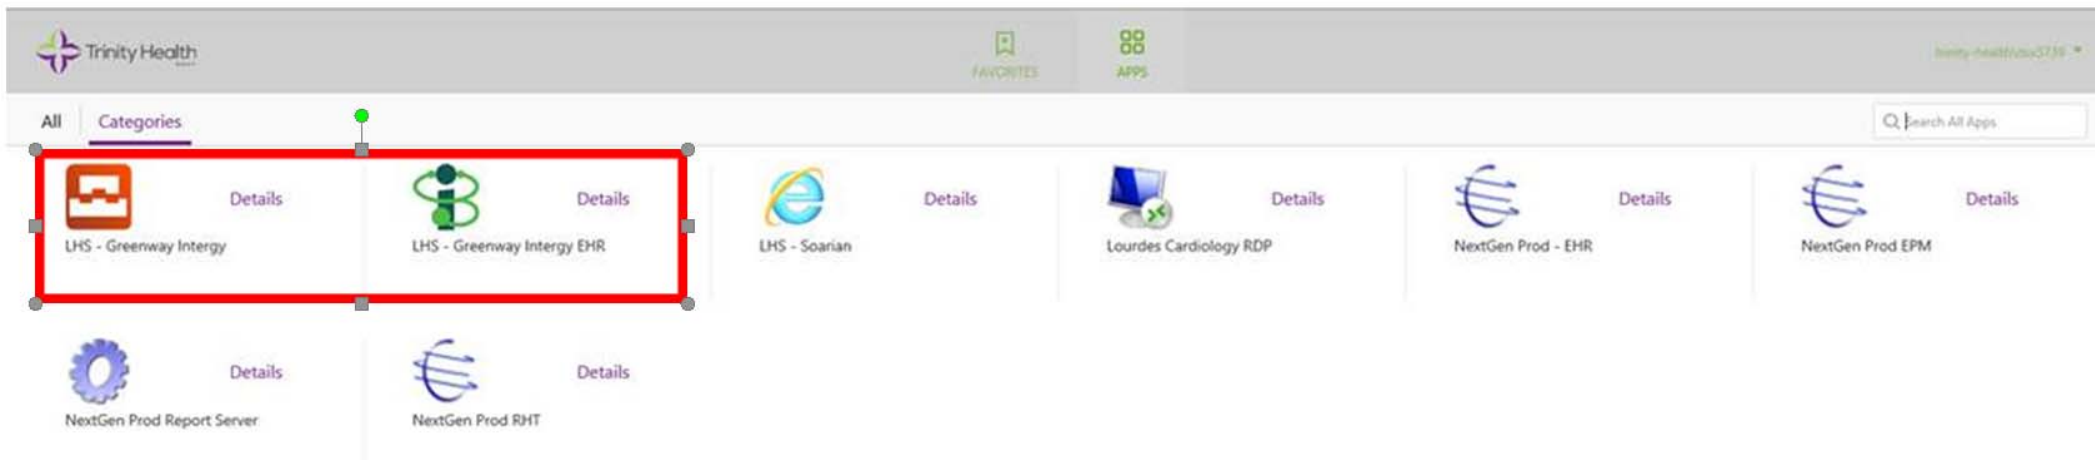 Trinity Health
FAVORITES
APPS
All
Categories
Search All Apps
Details
Details
Details
Details
Details
Details
LHS - Greenway Intergy
LHS - Greenway Intergy EHR
LHS - Soarian
Lourdes Cardiology RDP
NextGen Prod - EHR
NextGen Prod EPM
Details
Details
NextGen Prod Report Server
NextGen Prod RHT